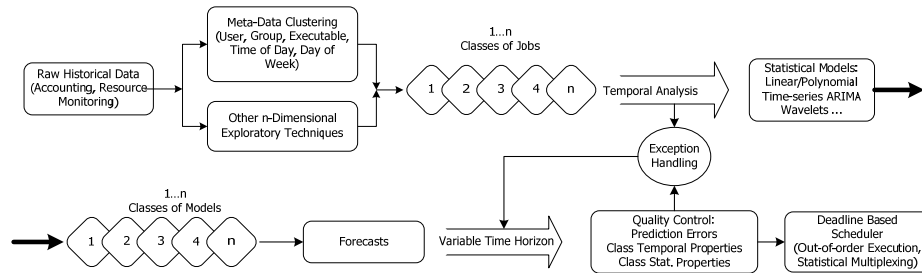 Raw Historical Data
(Accounting, Resource
Monitoring)
Meta-Data Clustering
(User, Group, Executable,
Time of Day, Day of
Week)
Other n-Dimensional
Exploratory Techniques
1...n
Classes of Jobs
1
2
3
4
n
Temporal Analysis
Statistical Models:
Linear/Polynomial
Time-series ARIMA
Wavelets ...
Exception
Handling
1...n
Classes of Models
1
2
3
4
n
Forecasts
Variable Time Horizon
Quality Control:
Prediction Errors
Class Temporal Properties
Class Stat. Properties
Deadline Based
Scheduler
(Out-of-order Execution,
Statistical Multiplexing)